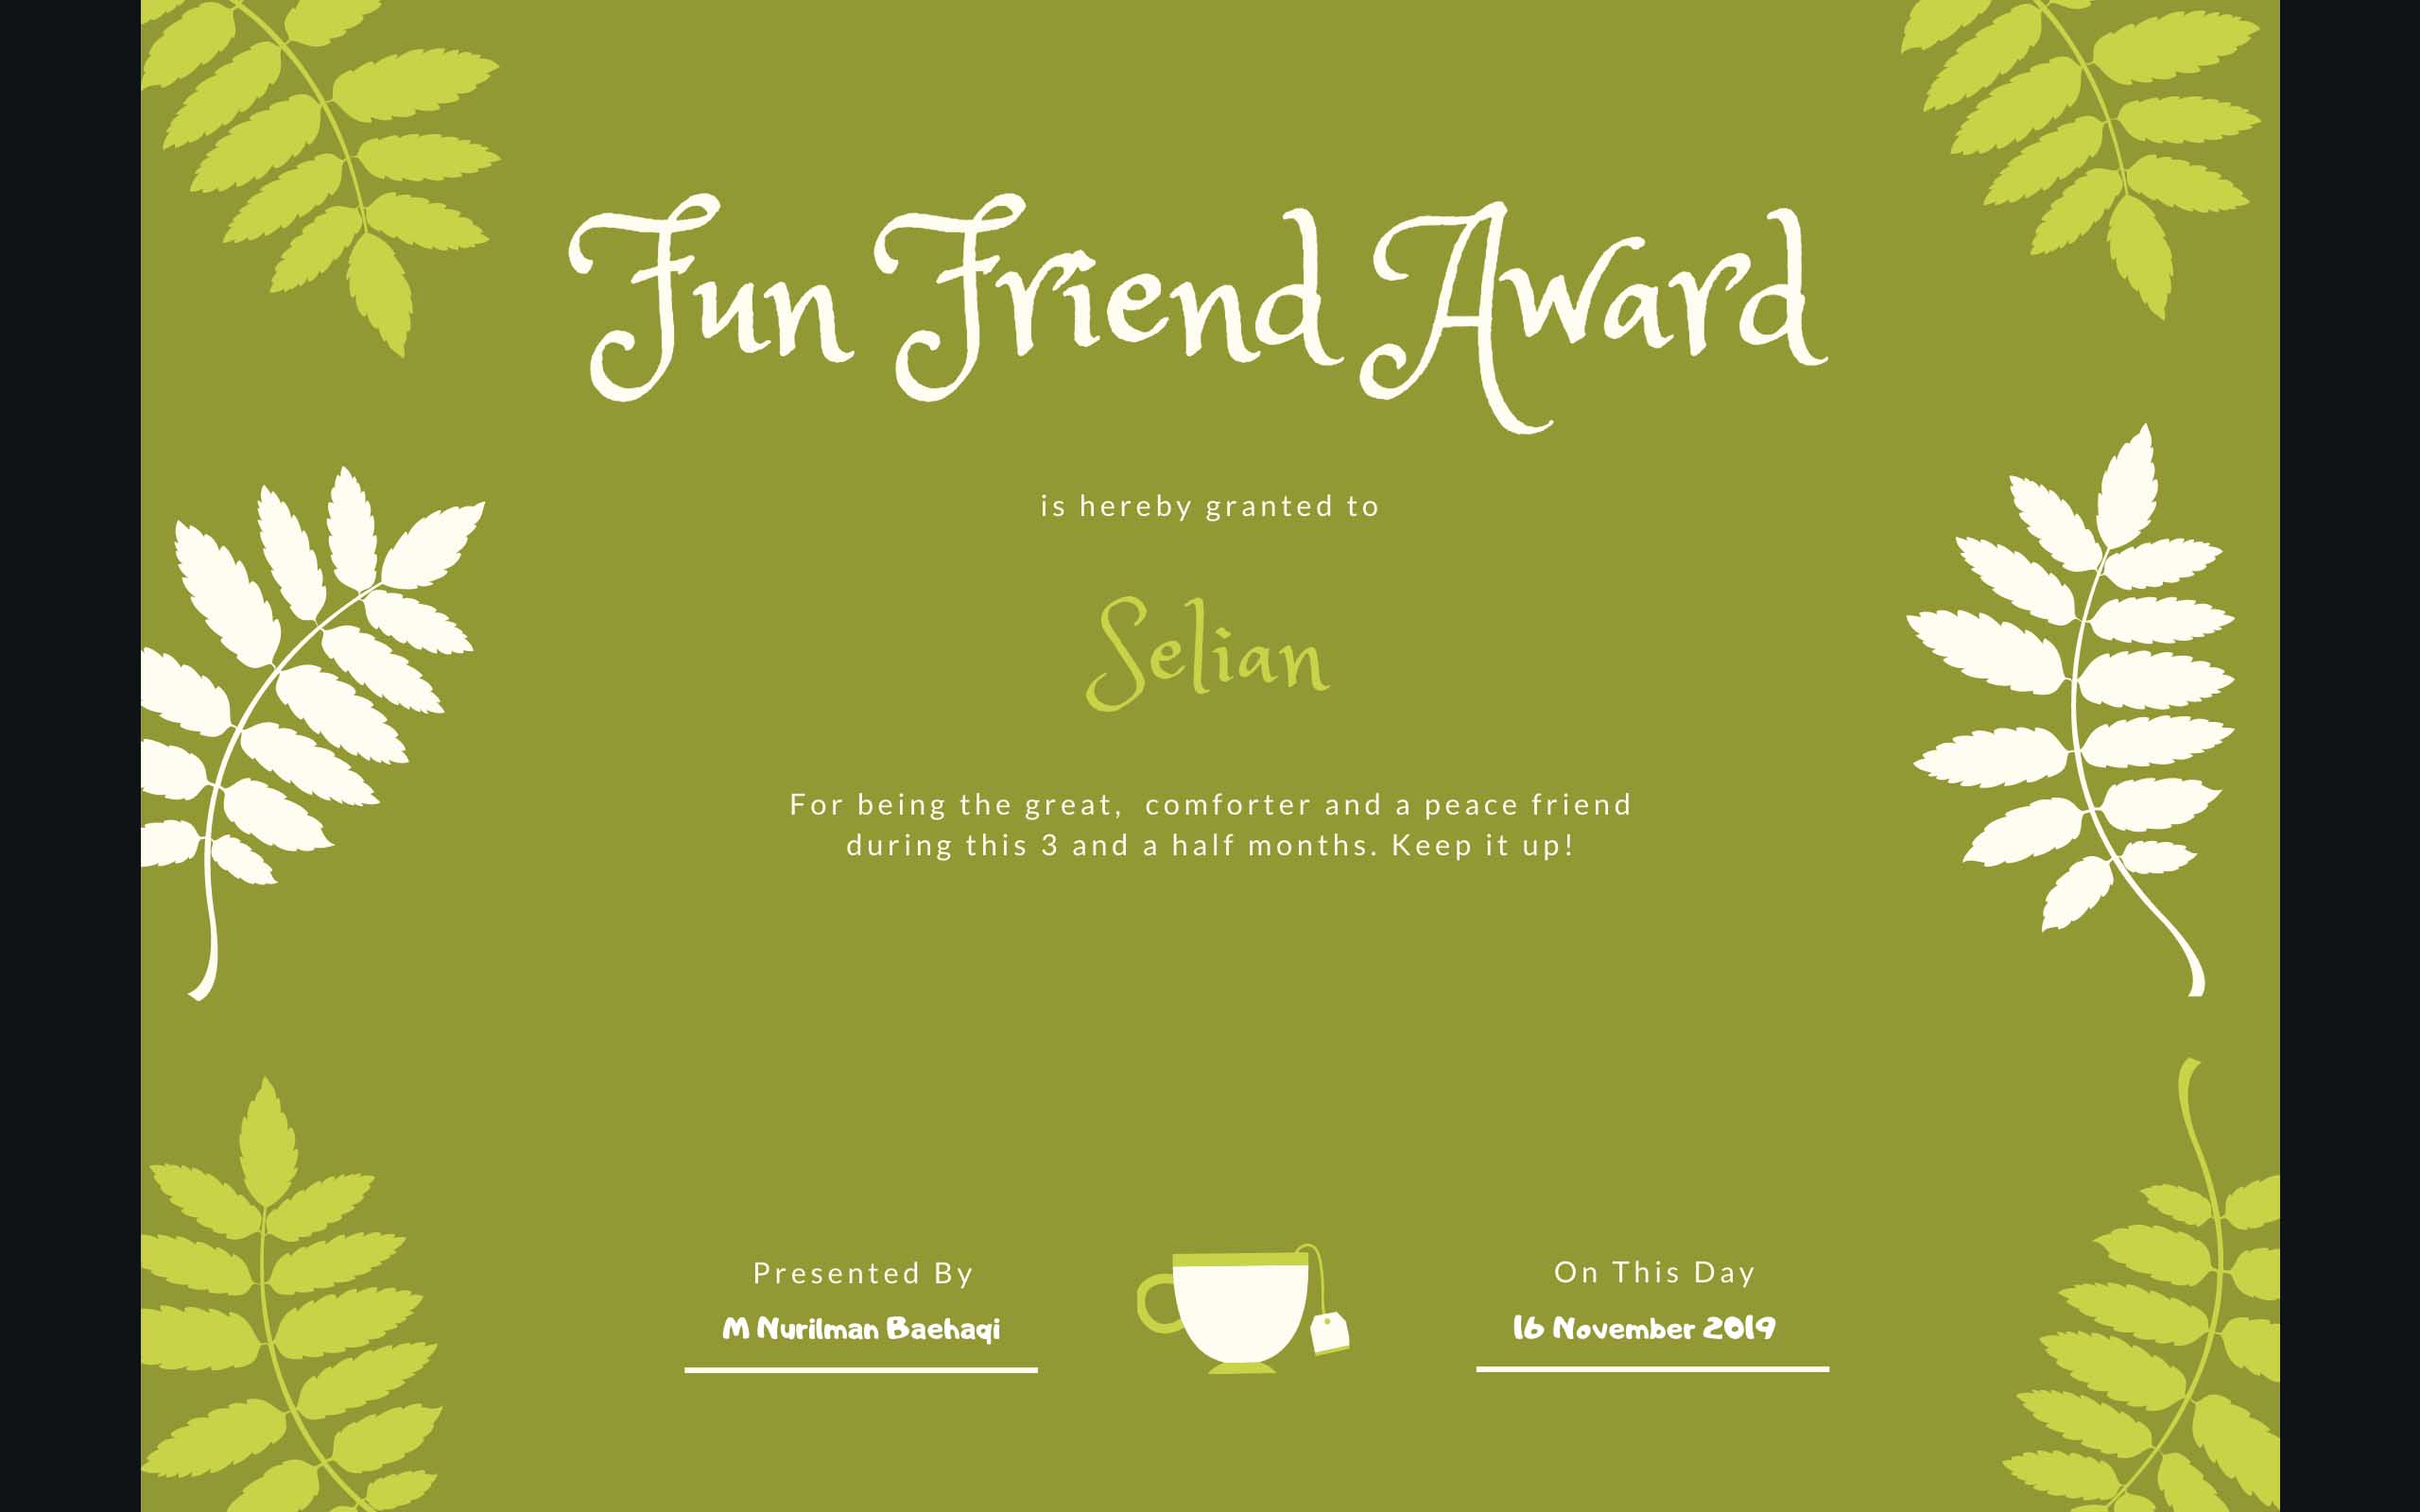 Fun Friend Award
is hereby granted to
Selian
For being the great,  comforter and a peace friend
during this 3 and a half months. Keep it up!
Presented By
M Nurilman Baehaqi
On This Day
16 November 2019